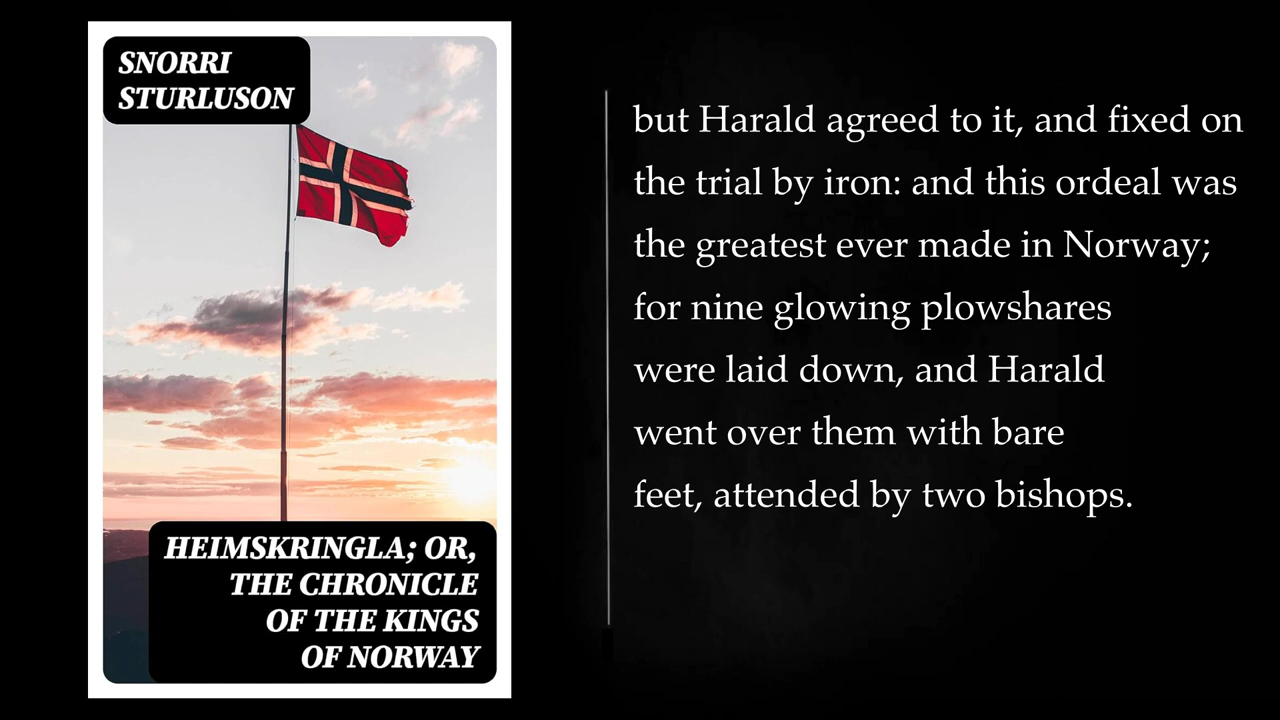 SNORRI
STURLUSON
HEIMSKRINGLA; OR,
THE CHRONICLE
OF THE KINGS
OF NORWAY
but Harald agreed to it, and fixed on
the trial by iron: and this ordeal was
the greatest ever made in Norway;
for nine glowing plowshares
were laid down, and Harald
went over them with bare
feet, attended by two bishops.